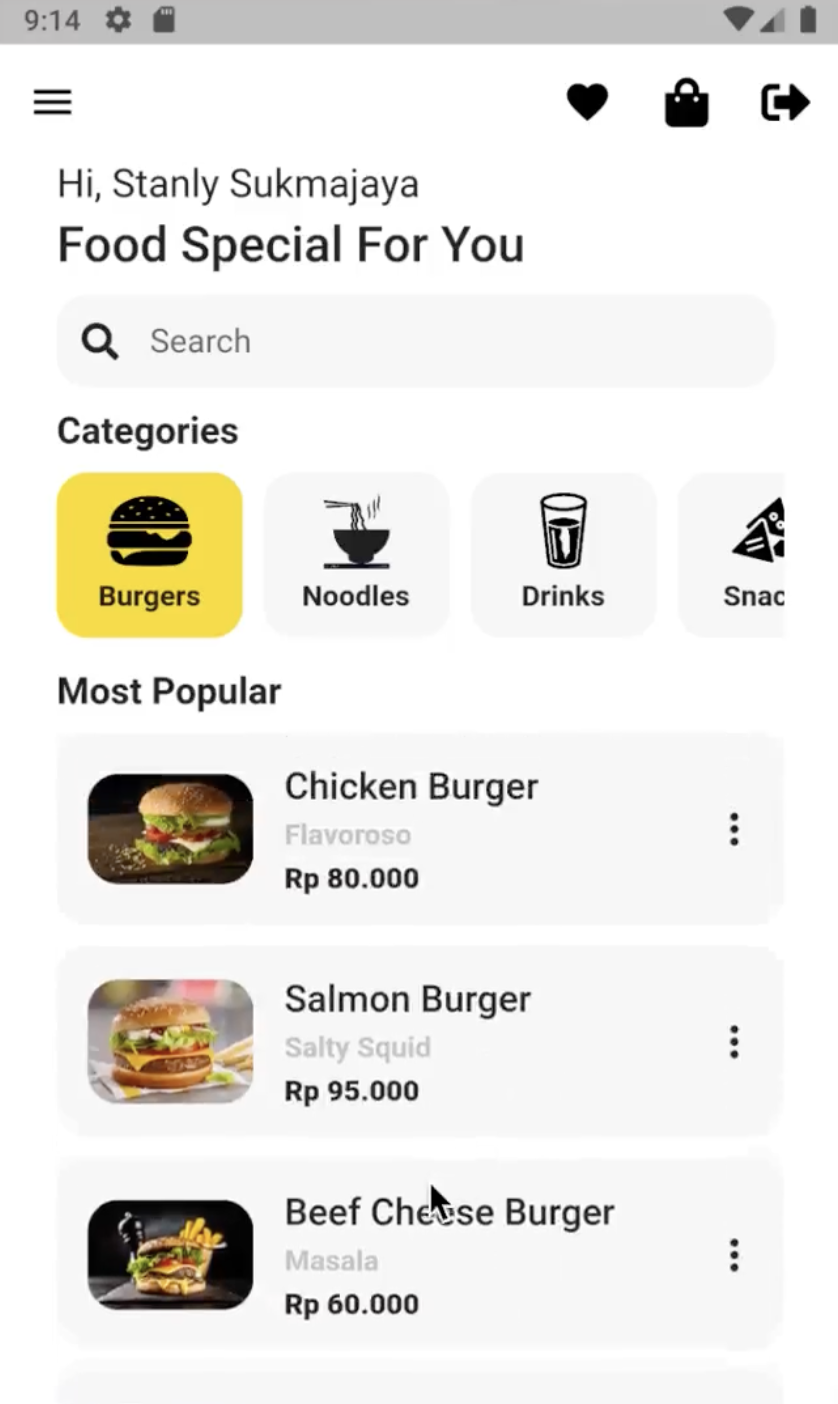 9:14
Hi, Stanly Sukmajaya
Food Special For You
Search
Categories
Burgers
Noodles
Drinks
Snac
Most Popular
Chicken Burger
Flavoroso
Rp 80.000
Salmon Burger
Salty Squid
Rp 95.000
Beef Cheese Burger
Masala
Rp 60.000